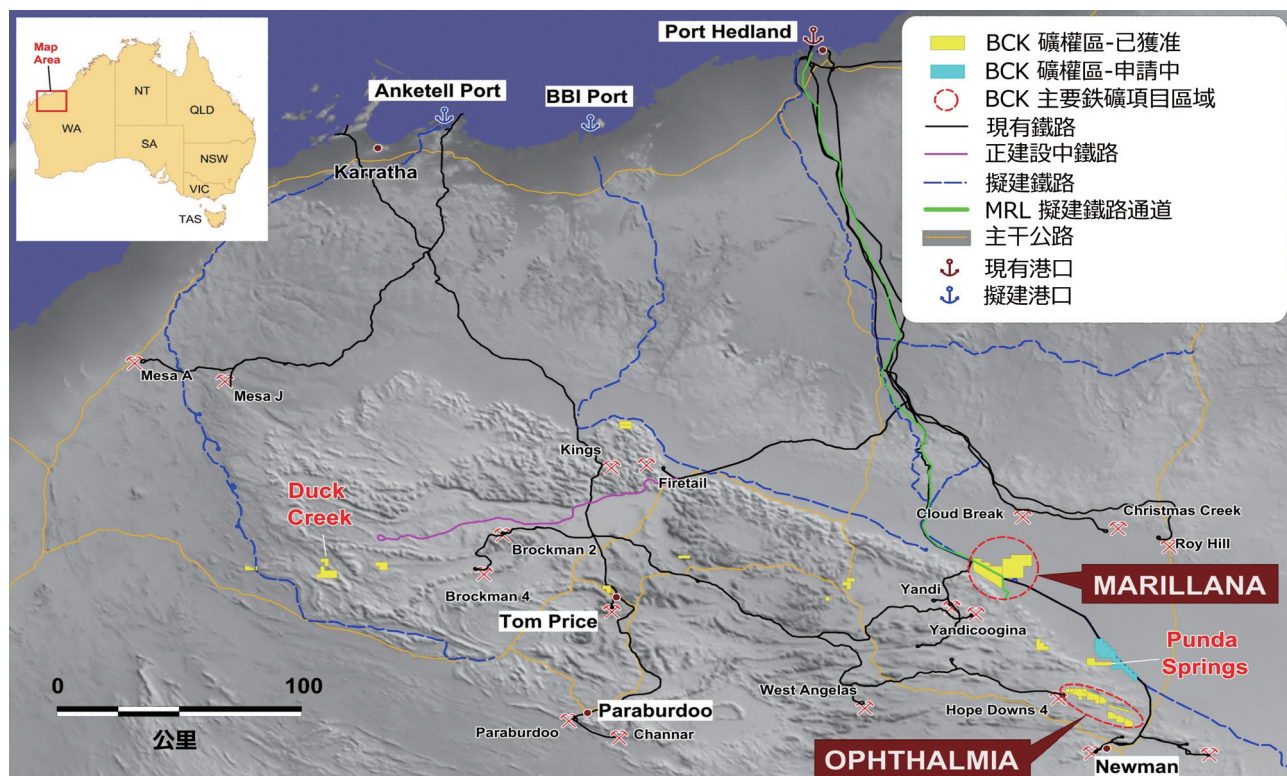 Map
Area
NT
QLD
WA
SA
NSW
VIC
TAS
Port Hedland
Anketell Port
BBI Port
Karratha
BCK 礦權區-已獲准
BCK 礦權區-申請中
BCK 主要鉄礦項目區域
現有鐵路
正建設中鐵路
擬建鐵路
MRL 擬建鐵路通道
主干公路
現有港口
擬建港口
Mesa A
Mesa J
Kings
Firetail
Duck
Creek
Cloud Break
Christmas Creek
Roy Hill
Brockman 2
Brockman 4
Yandi
MARILLANA
Tom Price
Yandicoogina
Punda
Springs
0
100
公里
West Angelas
Hope Downs 4
Paraburdoo
Paraburdoo
Channar
OPHTHALMIA
Newman